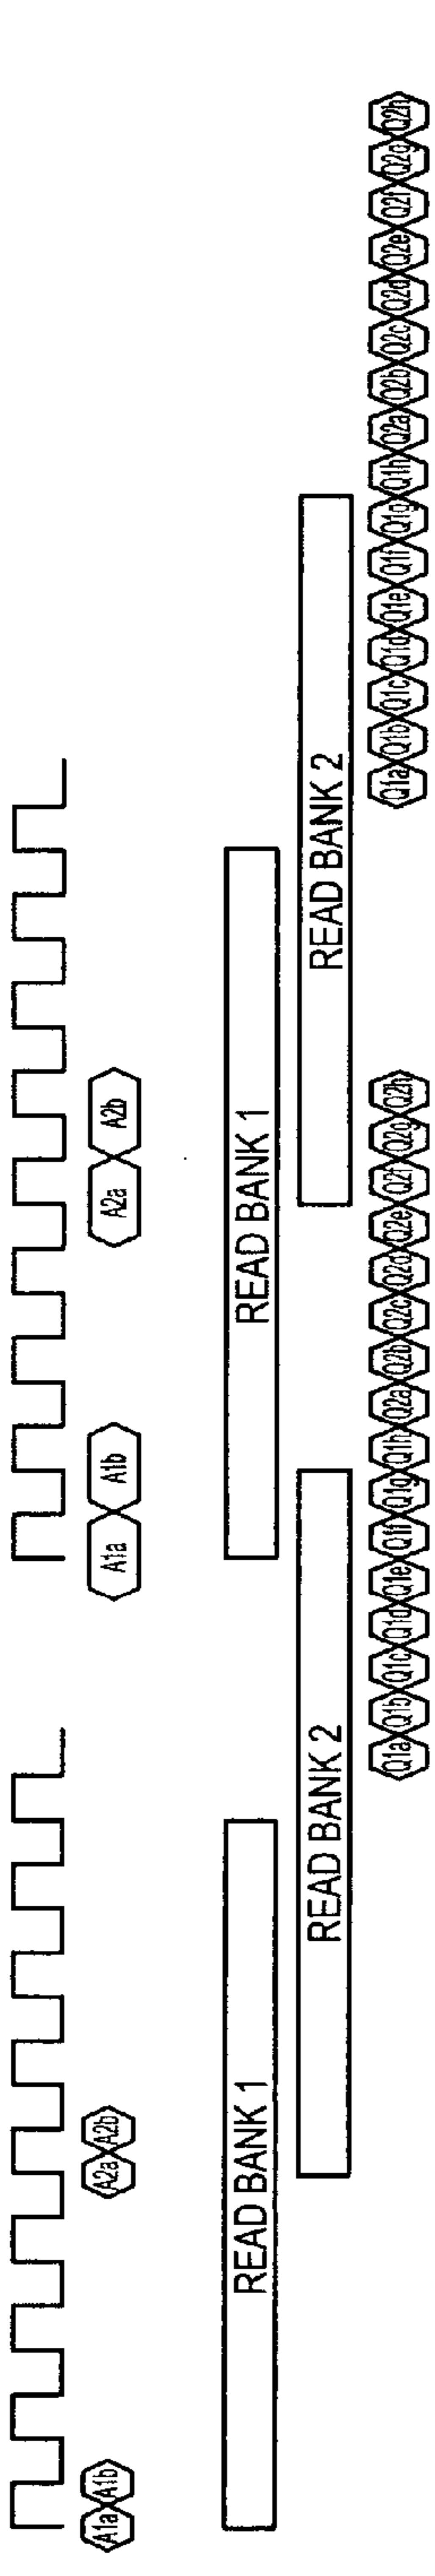 A1a A1b A2a A2b
READ BANK 1
READ BANK 2
Q1a Q1b Q1c Q1d Q1e Q1f Q1g Q1h Q2a Q2b Q2c Q2d Q2e Q2f Q2g Q2h
A1a A1b A2a A2b
READ BANK 1
READ BANK 2
Q1a Q1b Q1c Q1d Q1e Q1f Q1g Q1h Q2a Q2b Q2c Q2d Q2e Q2f Q2g Q2h